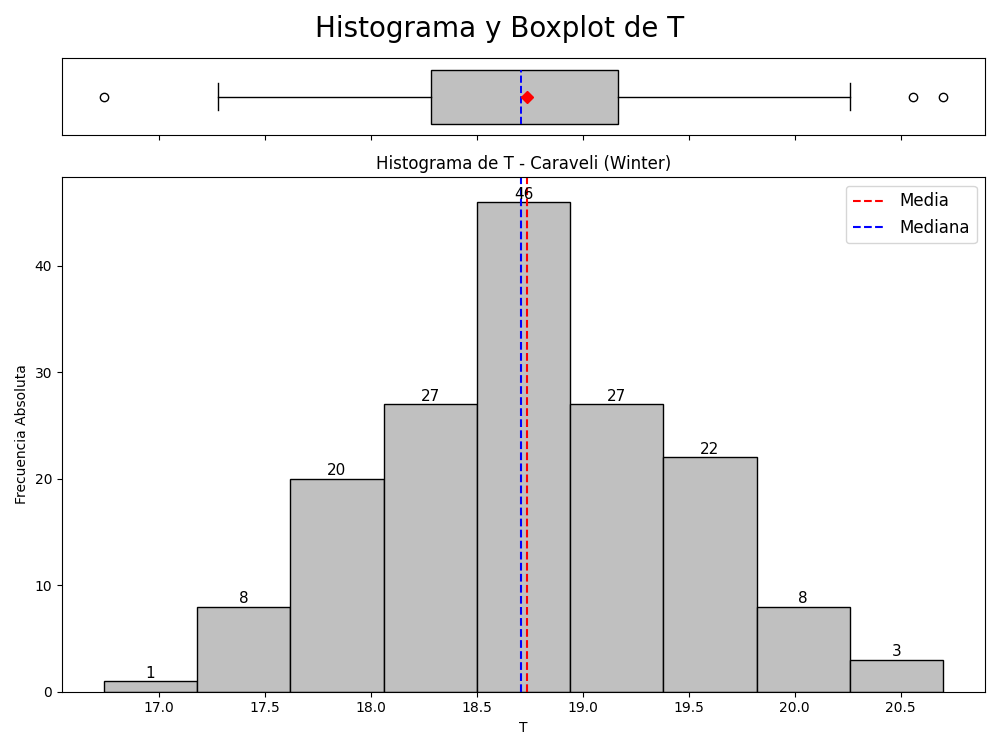 Histograma y Boxplot de T
Histograma de T - Caraveli (Winter)
Media
Mediana
Frecuencia Absoluta
40
30
20
10
0
1
8
20
27
46
27
22
8
3
17.0 17.5 18.0 18.5 19.0 19.5 20.0 20.5
T